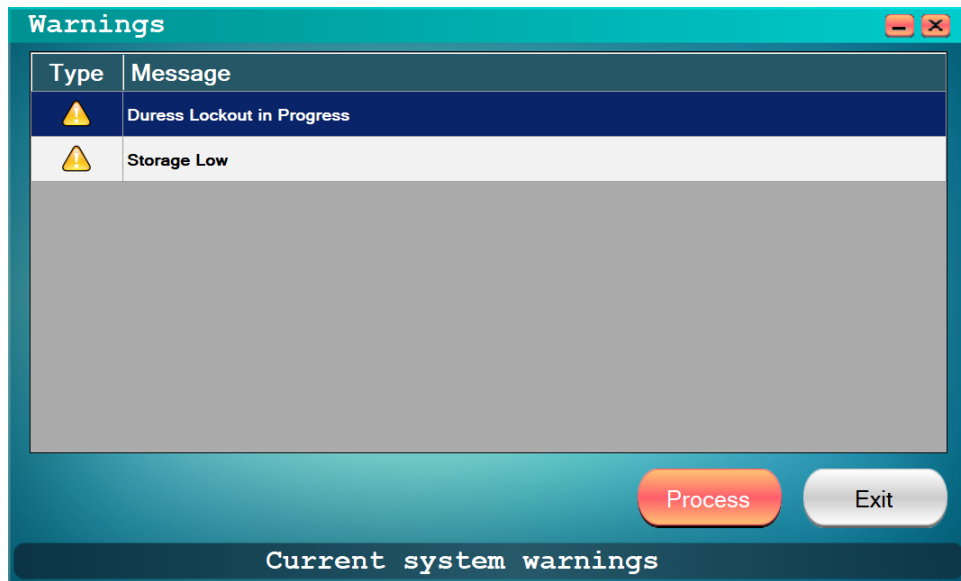 Warnings
Type Message
Duress Lockout in Progress
Storage Low
Process Exit
Current system warnings